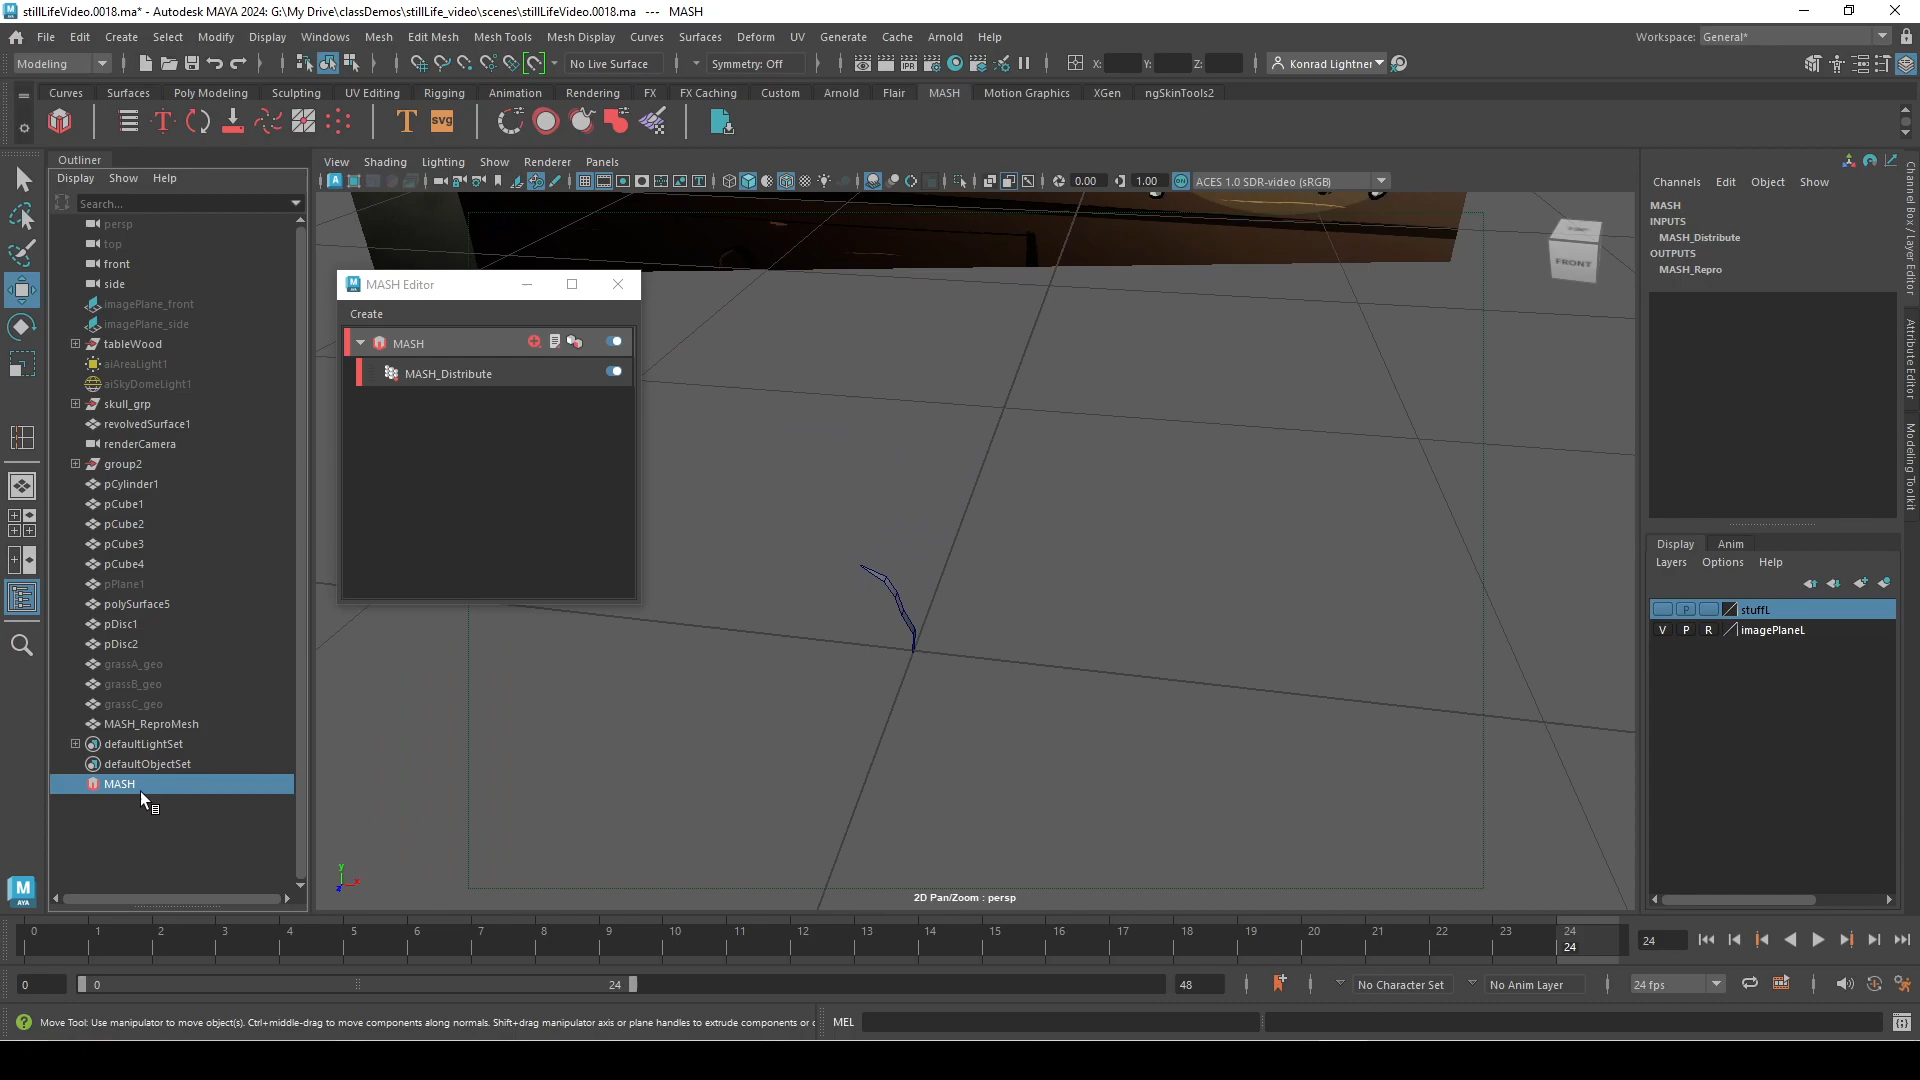 stillLifeVideo.0018.ma* - Autodesk MAYA 2024: G:\My Drive\classDemos\stillLife_video\scenes\stillLifeVideo.0018.ma --- MASH
File Edit Create Select Modify Display Windows Mesh Edit Mesh Mesh Tools Mesh Display Curves Surfaces Deform UV Generate Cache Arnold Help
Workspace: General*
Modeling
No Live Surface
Symmetry: Off
X: Y: Z:
Konrad Lightner
Curves Surfaces Poly Modeling Sculpting UV Editing Rigging Animation Rendering FX FX Caching Custom Arnold Flair MASH Motion Graphics XGen ngSkinTools2
T
T
svg
Outliner
Display Show Help
Search...
persp
top
front
side
imagePlane_front
imagePlane_side
tableWood
aiAreaLight1
aiSkyDomeLight1
skull_grp
revolvedSurface1
renderCamera
group2
pCylinder1
pCube1
pCube2
pCube3
pCube4
pPlane1
polySurface5
pDisc1
pDisc2
grassA_geo
grassB_geo
grassC_geo
MASH_ReproMesh
defaultLightSet
defaultObjectSet
MASH
View Shading Lighting Show Renderer Panels
0.00 1.00 ACES 1.0 SDR-video (sRGB)
MASH Editor
Create
MASH
MASH_Distribute
FRONT
2D Pan/Zoom : persp
Channels Edit Object Show
MASH
INPUTS
MASH_Distribute
OUTPUTS
MASH_Repro
Channel Box / Layer Editor
Attribute Editor
Modeling Toolkit
Display Anim
Layers Options Help
P stuffL
V P R imagePlaneL
0 1 2 3 4 5 6 7 8 9 10 11 12 13 14 15 16 17 18 19 20 21 22 23 24
24
24
0 0 24 48 No Character Set No Anim Layer 24 fps
Move Tool: Use manipulator to move object(s). Ctrl+middle-drag to move components along normals. Shift+drag manipulator axis or plane handles to extrude components or
MEL